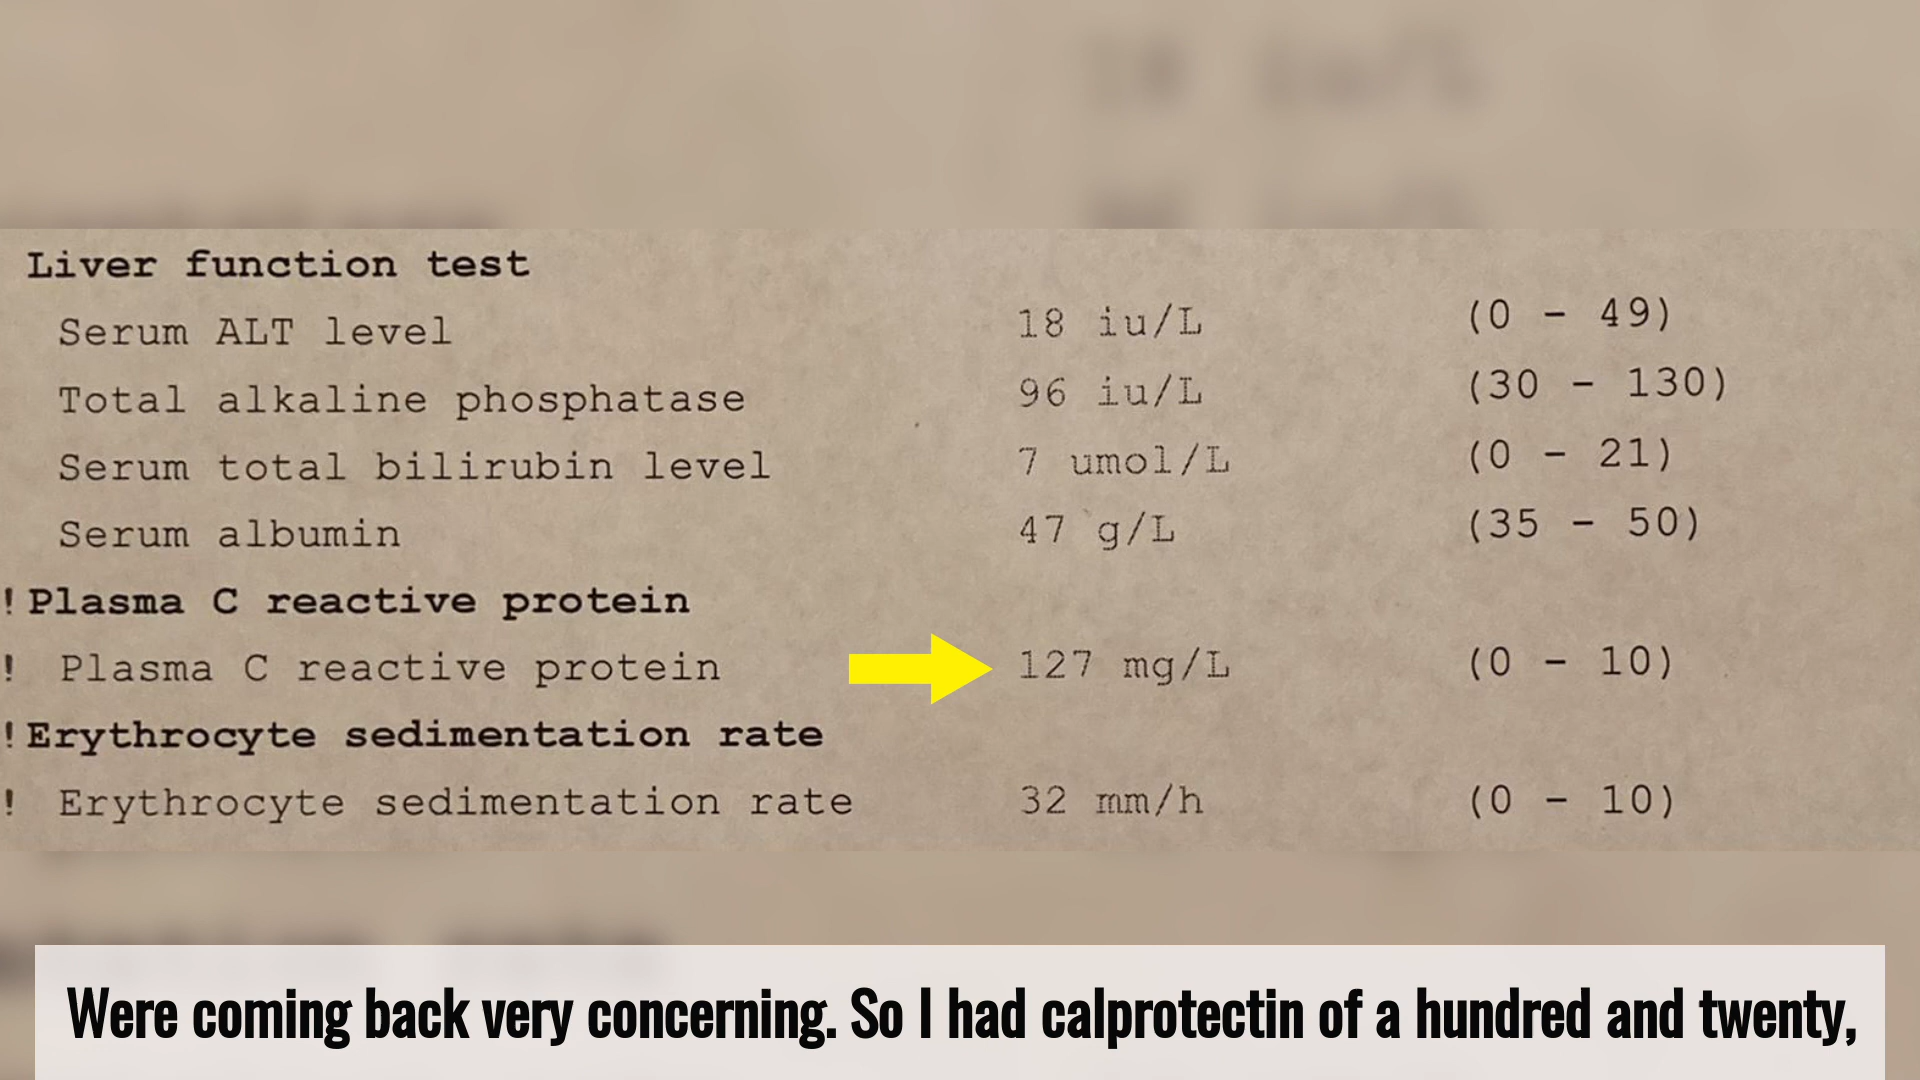 Liver function test
Serum ALT level 18 iu/L (0 - 49)
Total alkaline phosphatase 96 iu/L (30 - 130)
Serum total bilirubin level 7 umol/L (0 - 21)
Serum albumin 47 g/L (35 - 50)
!Plasma C reactive protein
! Plasma C reactive protein 127 mg/L (0 - 10)
!Erythrocyte sedimentation rate
! Erythrocyte sedimentation rate 32 mm/h (0 - 10)
Were coming back very concerning. So I had calprotectin of a hundred and twenty,